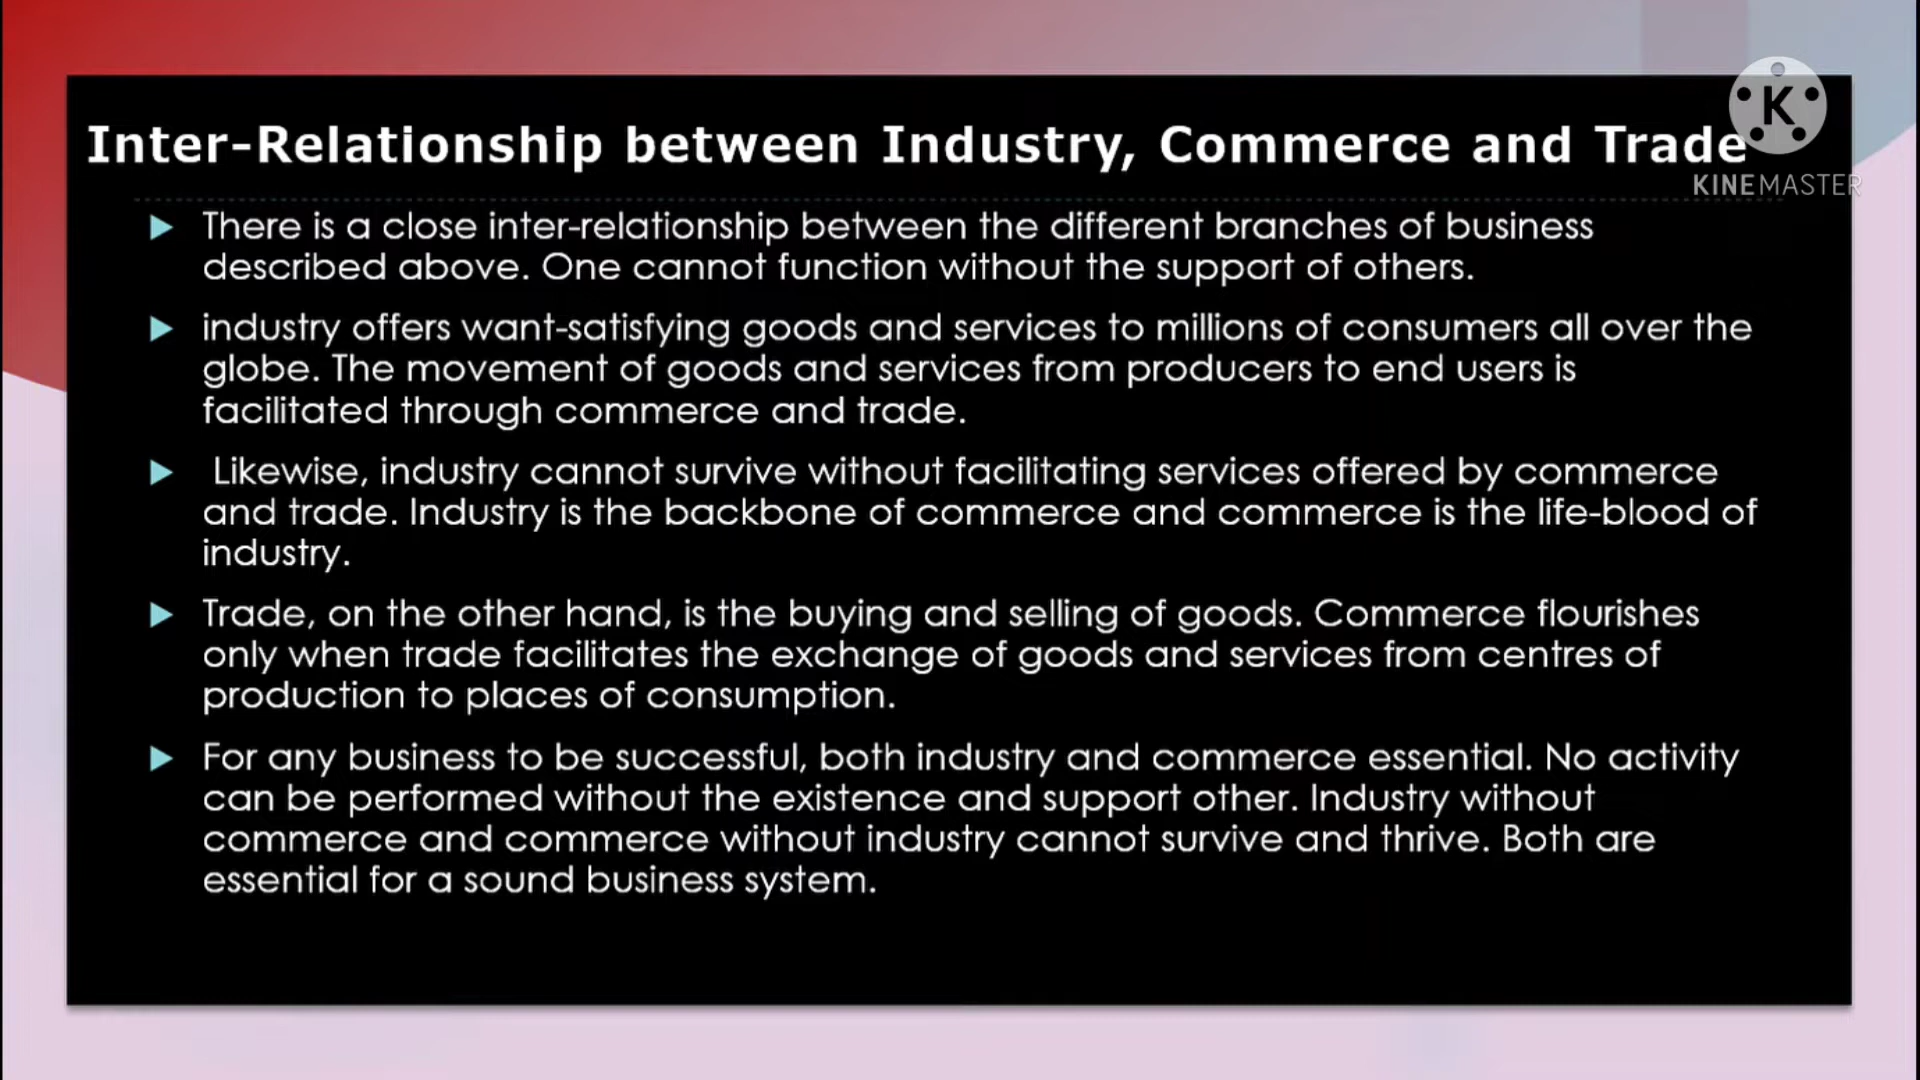 Inter-Relationship between Industry, Commerce and Trade
K
KINEMASTER
There is a close inter-relationship between the different branches of business
described above. One cannot function without the support of others.
industry offers want-satisfying goods and services to millions of consumers all over the
globe. The movement of goods and services from producers to end users is
facilitated through commerce and trade.
Likewise, industry cannot survive without facilitating services offered by commerce
and trade. Industry is the backbone of commerce and commerce is the life-blood of
industry.
Trade, on the other hand, is the buying and selling of goods. Commerce flourishes
only when trade facilitates the exchange of goods and services from centres of
production to places of consumption.
For any business to be successful, both industry and commerce essential. No activity
can be performed without the existence and support other. Industry without
commerce and commerce without industry cannot survive and thrive. Both are
essential for a sound business system.